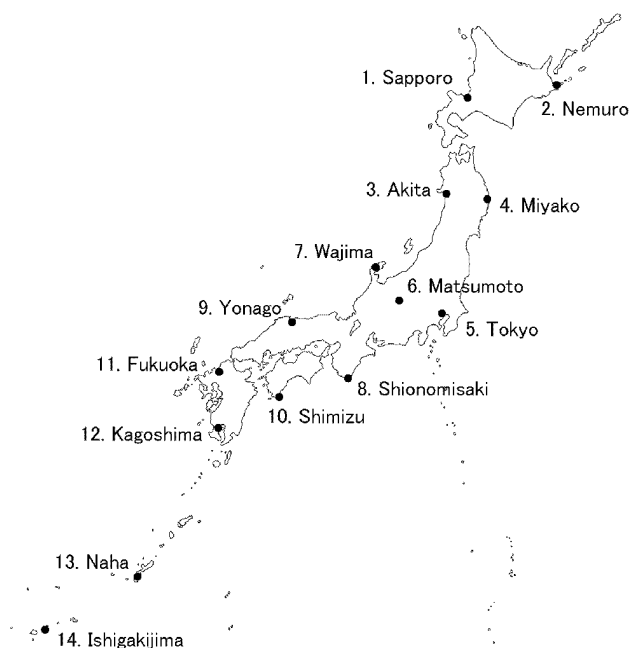 1. Sapporo
2. Nemuro
3. Akita
4. Miyako
7. Wajima
6. Matsumoto
9. Yonago
5. Tokyo
11. Fukuoka
8. Shionomisaki
10. Shimizu
12. Kagoshima
13. Naha
14. Ishigakijima